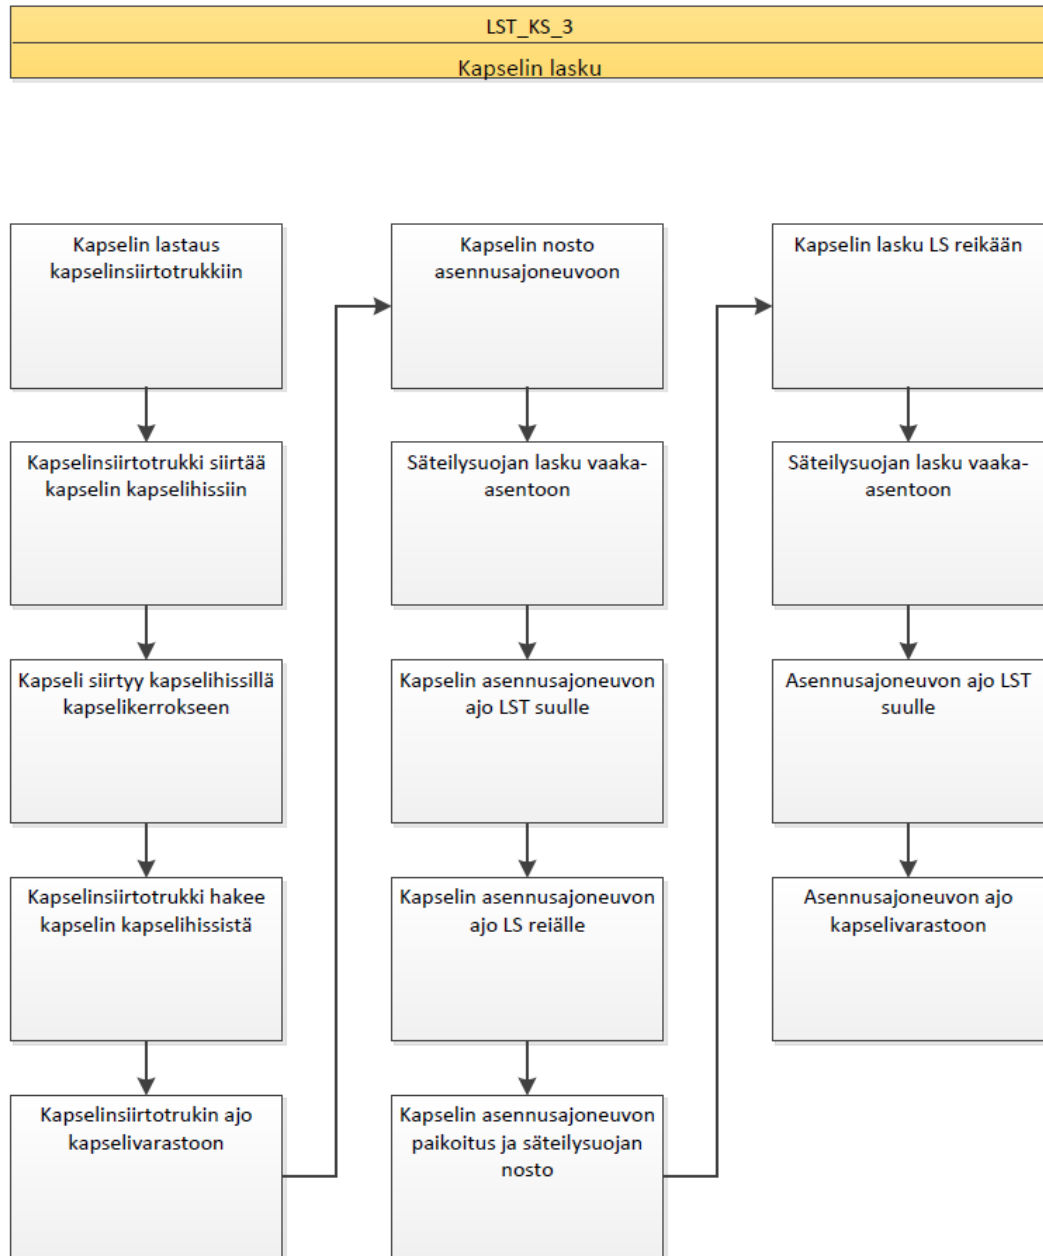 LST_KS_3
Kapselin lasku
Kapselin lastaus
kapselinsiirtotrukkiin
Kapselinsiirtotrukki siirtää
kapselin kapselihissiin
Kapseli siirtyy kapselihissillä
kapselikerrokseen
Kapselinsiirtotrukki hakee
kapselin kapselihissistä
Kapselinsiirtotrukin ajo
kapselivarastoon
Kapselin nosto
asennusajoneuvoon
Säteilysuojan lasku vaaka-
asentoon
Kapselin asennusajoneuvon
ajo LST suulle
Kapselin asennusajoneuvon
ajo LS reiälle
Kapselin asennusajoneuvon
paikoitus ja säteilysuojan
nosto
Kapselin lasku LS reikään
Säteilysuojan lasku vaaka-
asentoon
Asennusajoneuvon ajo LST
suulle
Asennusajoneuvon ajo
kapselivarastoon